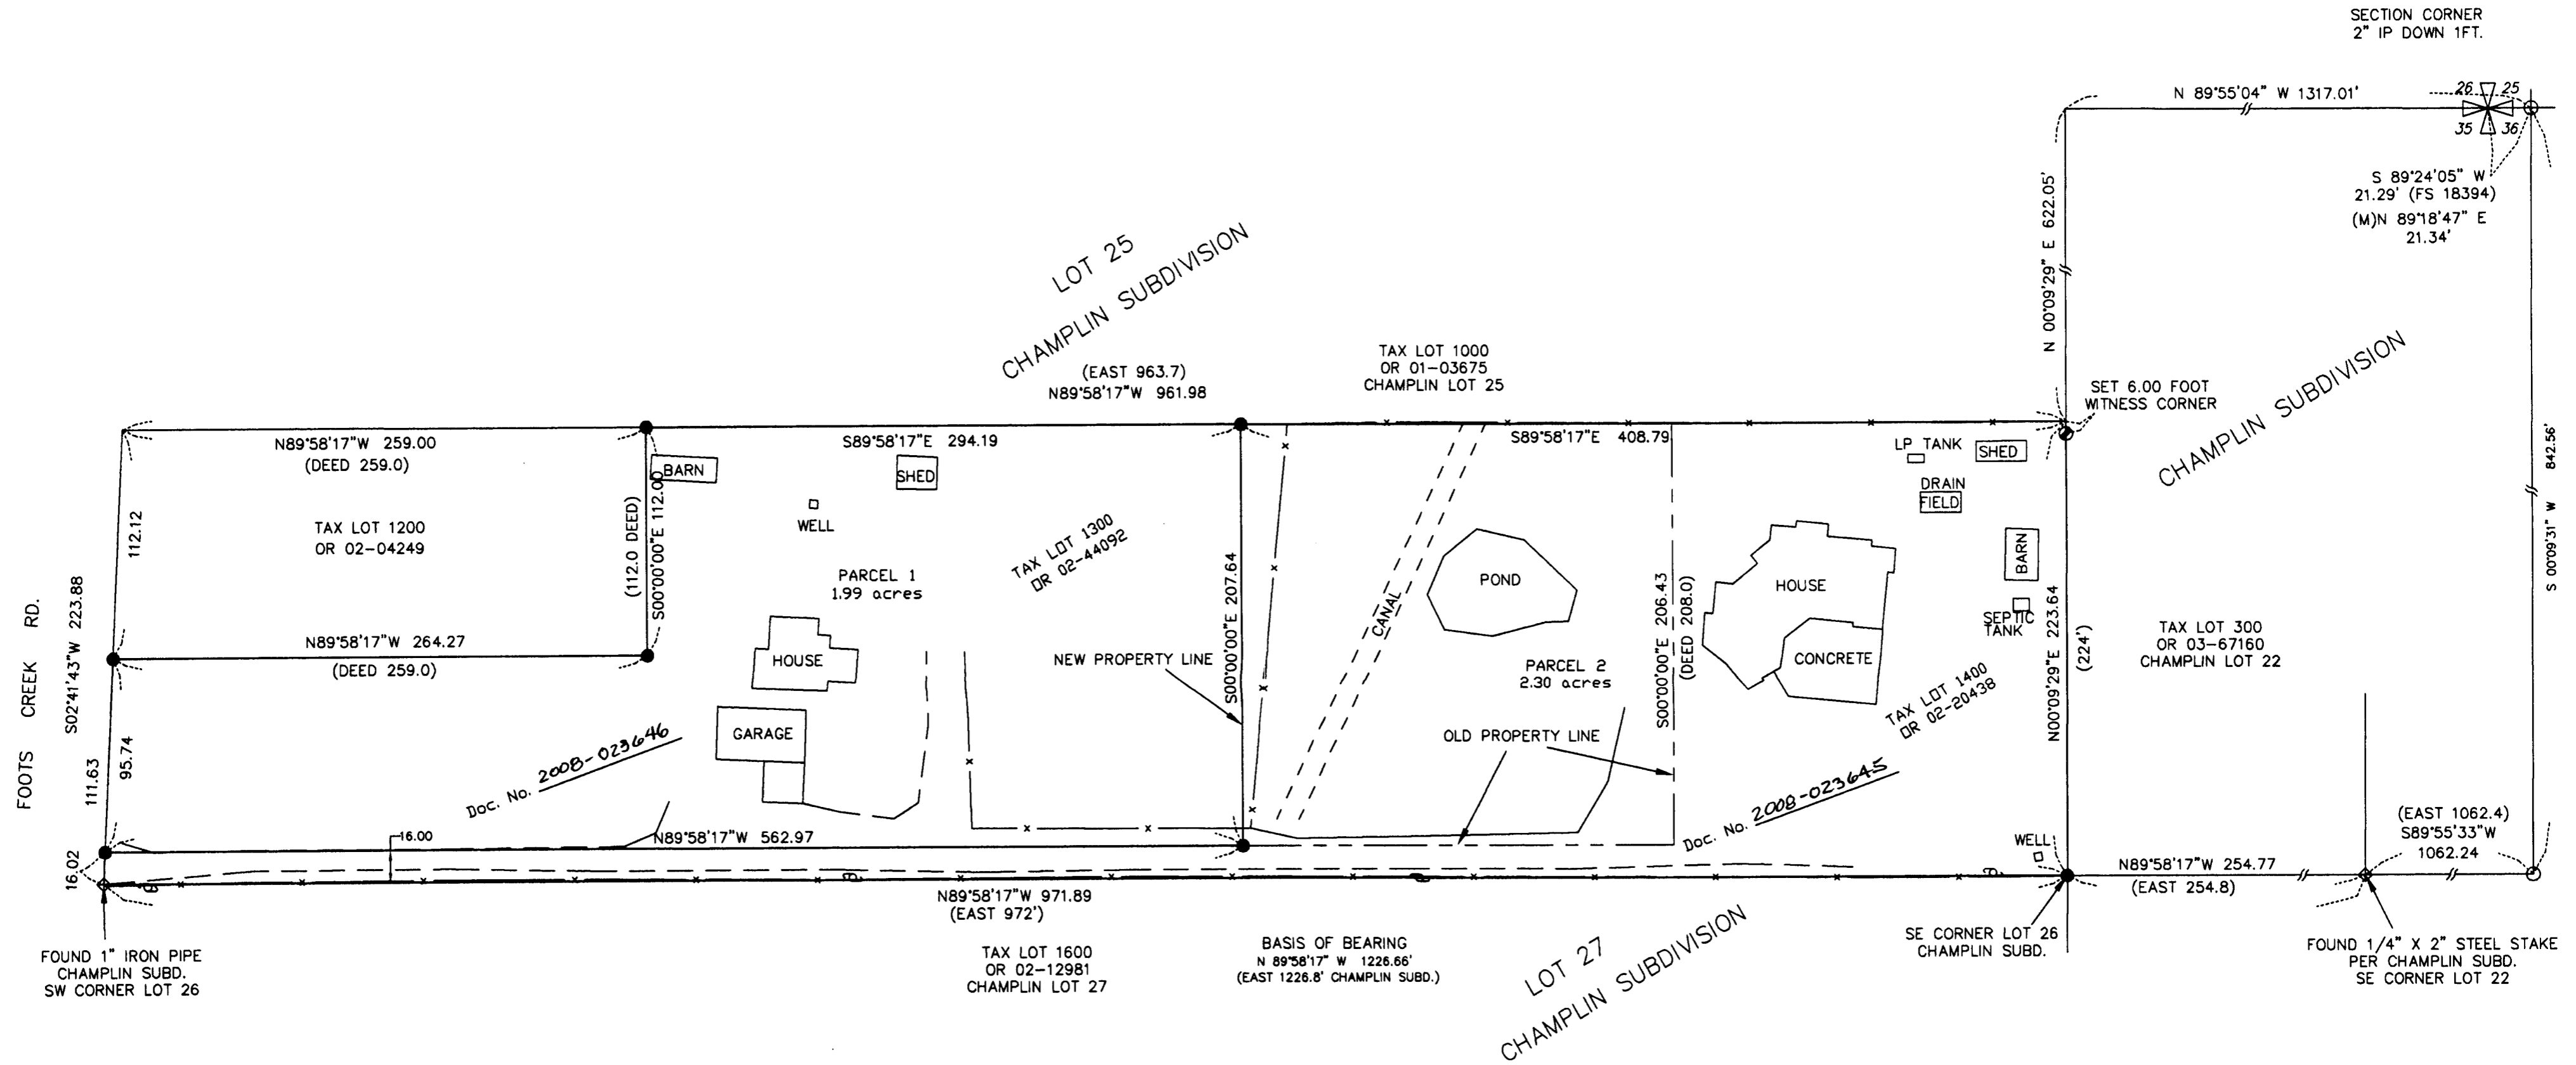 SECTION CORNER
2" IP DOWN 1FT.
N 89°55'04" W 1317.01'
26 25
35 36
S 89°24'05" W
21.29' (FS 18394)
(M)N 89°18'47" E
21.34'
N 00°09'29" E 622.05'
LOT 25
CHAMPLIN SUBDIVISION
(EAST 963.7)
N89°58'17"W 961.98
TAX LOT 1000
OR 01-03675
CHAMPLIN LOT 25
SET 6.00 FOOT
WITNESS CORNER
CHAMPLIN SUBDIVISION
S 00°09'31" W 842.56'
N89°58'17"W 259.00
(DEED 259.0)
S89°58'17"E 294.19
S89°58'17"E 408.79
BARN
SHED
WELL
(112.0 DEED)
S00°00'00"E 112.00
112.12
TAX LOT 1200
OR 02-04249
TAX LOT 1300
OR 02-44092
PARCEL 1
1.99 acres
LP TANK
SHED
DRAIN
FIELD
BARN
SEPTIC
TANK
HOUSE
CONCRETE
POND
CANAL
S00°00'00"E 207.64
S00°00'00"E 206.43
(DEED 208.0)
N00°09'29"E 223.64
(224')
TAX LOT 300
OR 03-67160
CHAMPLIN LOT 22
FOOTS CREEK RD.
S02°41'43"W 223.88
N89°58'17"W 264.27
(DEED 259.0)
HOUSE
GARAGE
NEW PROPERTY LINE
PARCEL 2
2.30 acres
OLD PROPERTY LINE
TAX LOT 1400
OR 02-20438
111.63
95.74
Doc. No. 2008-023646
Doc. No. 2008-023645
16.00
N89°58'17"W 562.97
16.02
WELL
N89°58'17"W 971.89
(EAST 972')
N89°58'17"W 254.77
(EAST 254.8)
(EAST 1062.4)
S89°55'33"W
1062.24
FOUND 1" IRON PIPE
CHAMPLIN SUBD.
SW CORNER LOT 26
TAX LOT 1600
OR 02-12981
CHAMPLIN LOT 27
BASIS OF BEARING
N 89°58'17" W 1226.66'
(EAST 1226.8' CHAMPLIN SUBD.)
LOT 27
CHAMPLIN SUBDIVISION
SE CORNER LOT 26
CHAMPLIN SUBD.
FOUND 1/4" X 2" STEEL STAKE
PER CHAMPLIN SUBD.
SE CORNER LOT 22